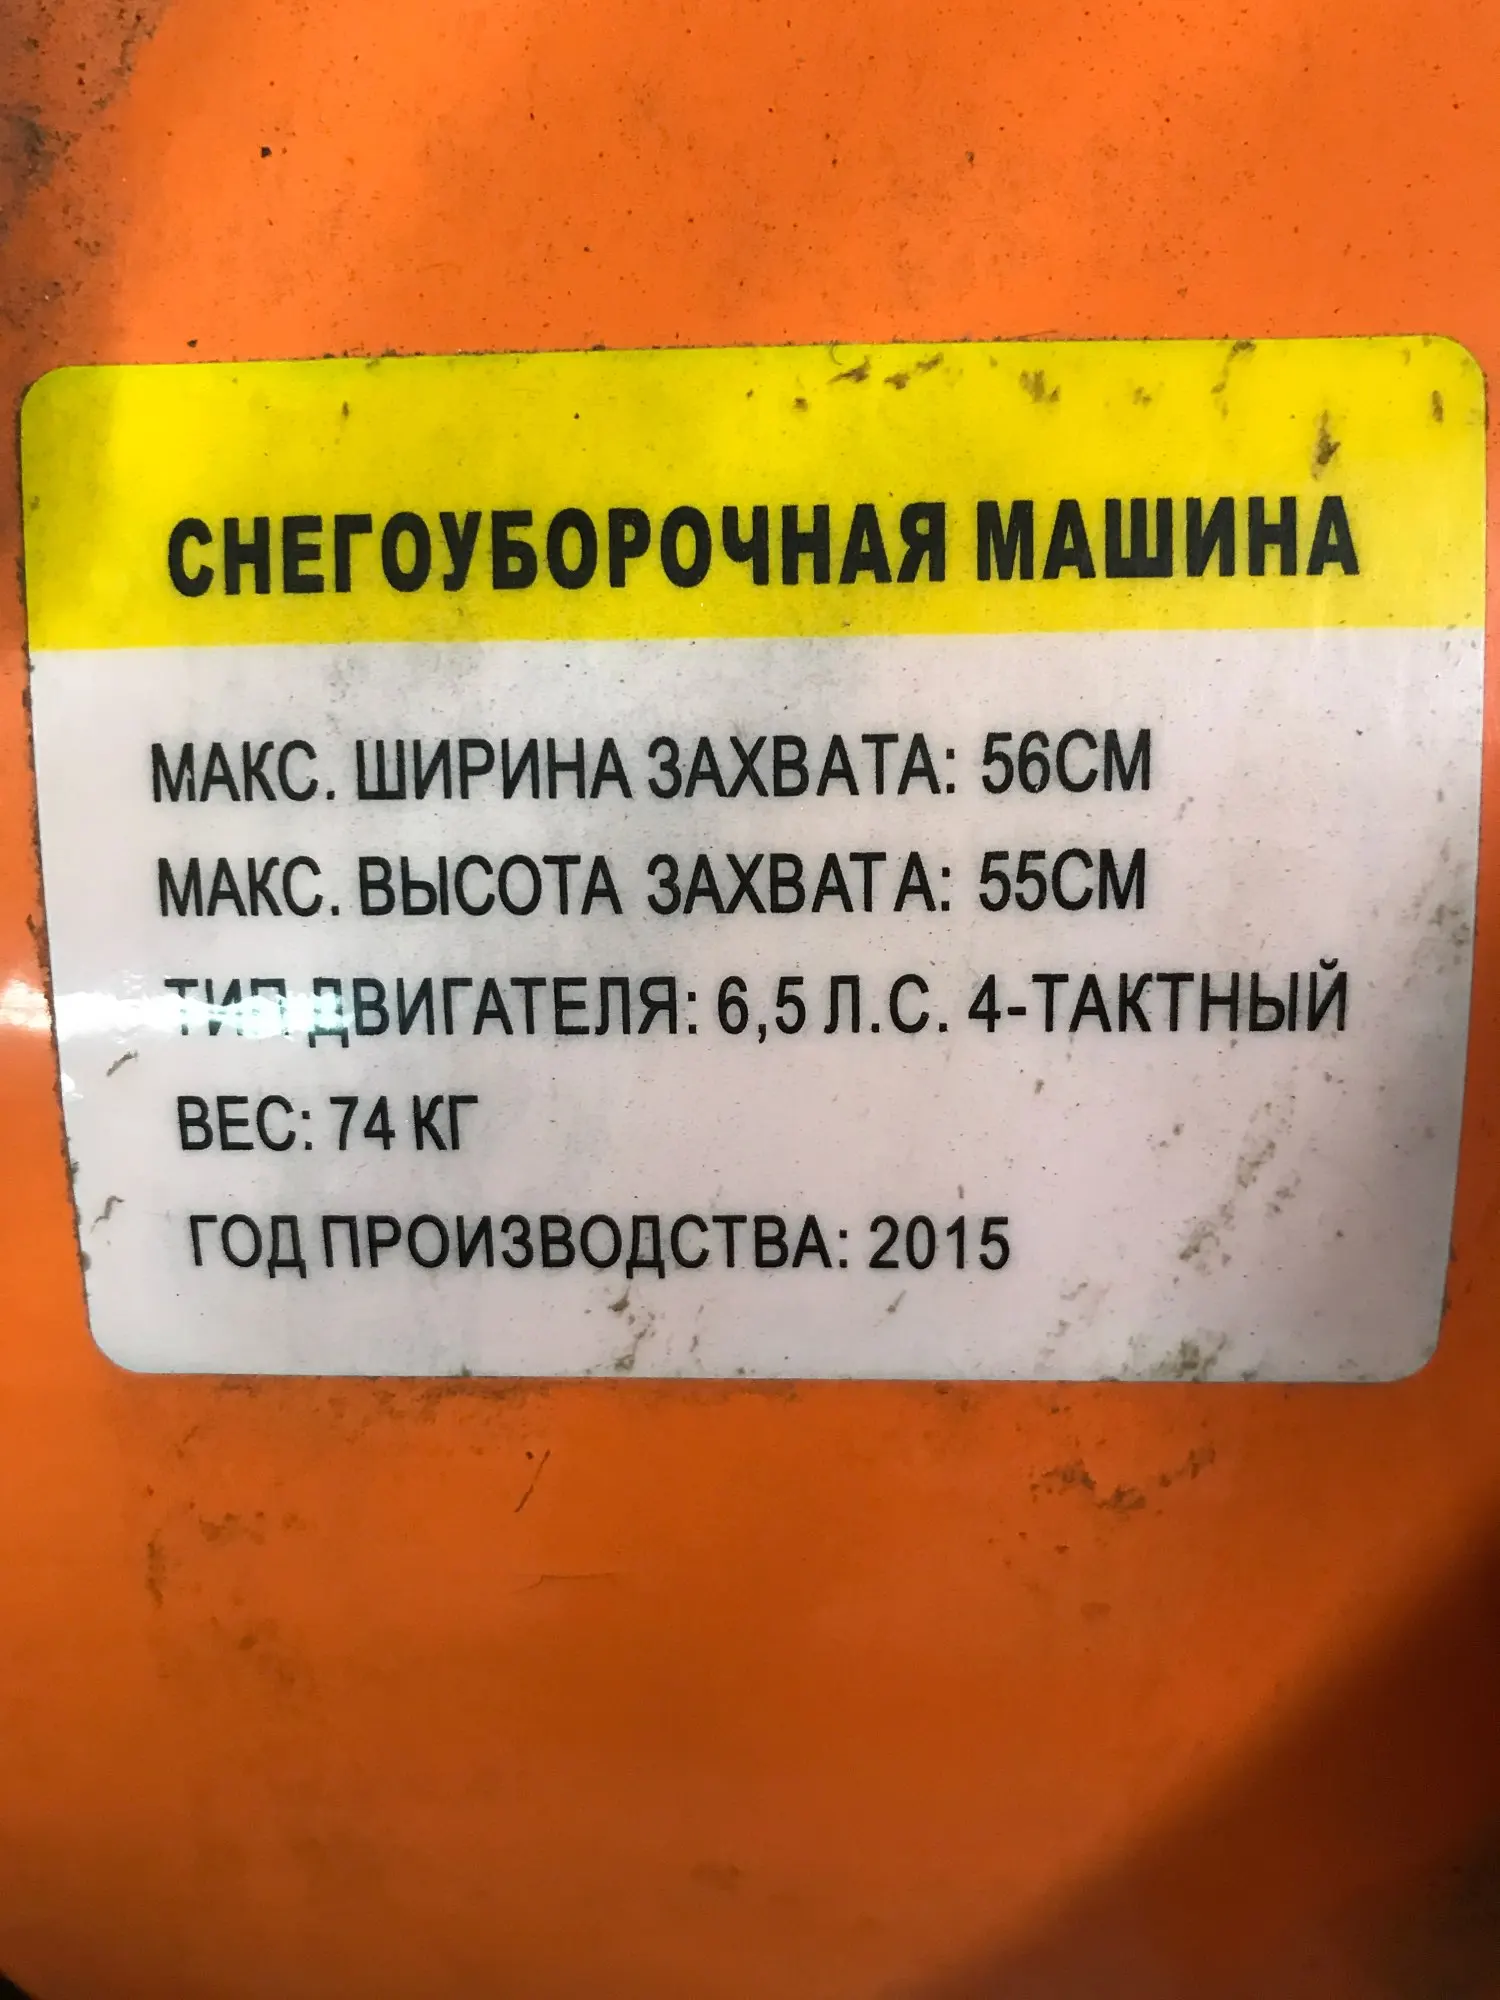 СНЕГОУБОРОЧНАЯ МАШИНА
МАКС. ШИРИНА ЗАХВАТА: 56СМ
МАКС. ВЫСОТА ЗАХВАТА: 55СМ
ТИП ДВИГАТЕЛЯ: 6,5 Л.С. 4-ТАКТНЫЙ
ВЕС: 74 КГ
ГОД ПРОИЗВОДСТВА: 2015